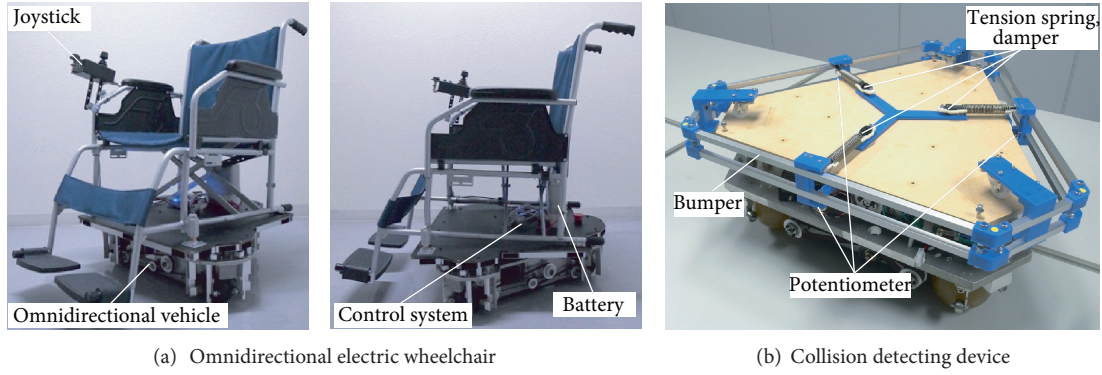 Joystick
Omnidirectional vehicle
Control system
Battery
Tension spring,
damper
Bumper
Potentiometer
(a) Omnidirectional electric wheelchair
(b) Collision detecting device